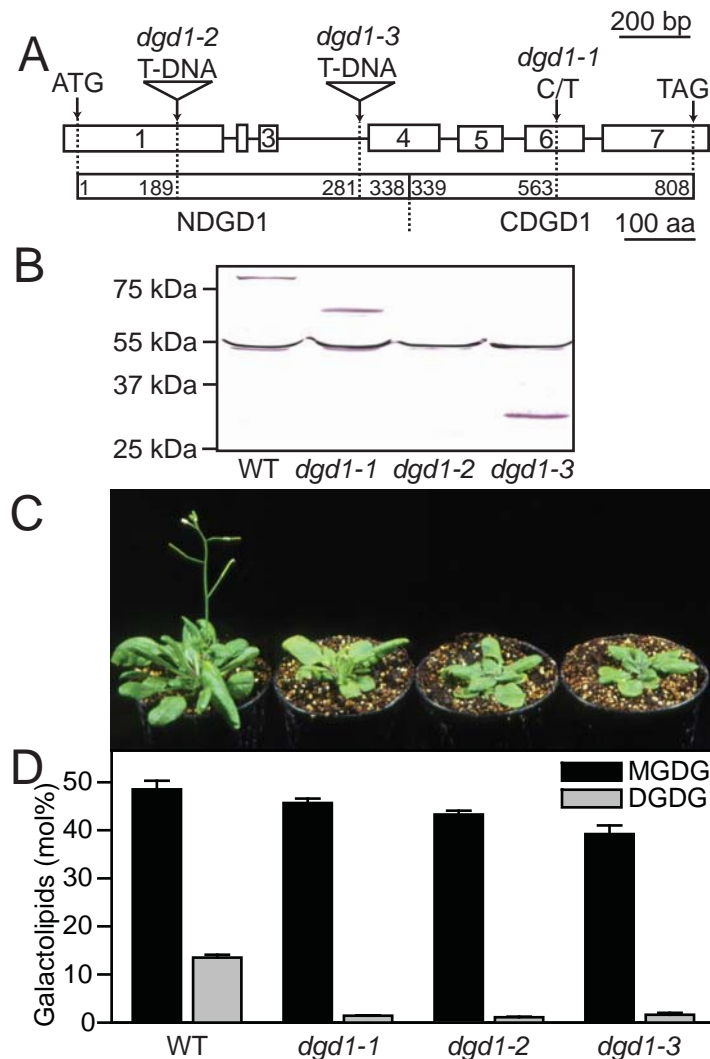 A
dgd1-2
dgd1-3
200 bp
T-DNA
T-DNA
dgd1-1
ATG
C/T
TAG
1 3 4 5 6 7
1 189 281 338 339 563 808
NDGD1 CDGD1 100 aa
B
75 kDa
55 kDa
37 kDa
25 kDa
WT dgd1-1 dgd1-2 dgd1-3
C
D
MGDG
DGDG
Galactolipids (mol%)
50
40
30
20
10
0
WT dgd1-1 dgd1-2 dgd1-3